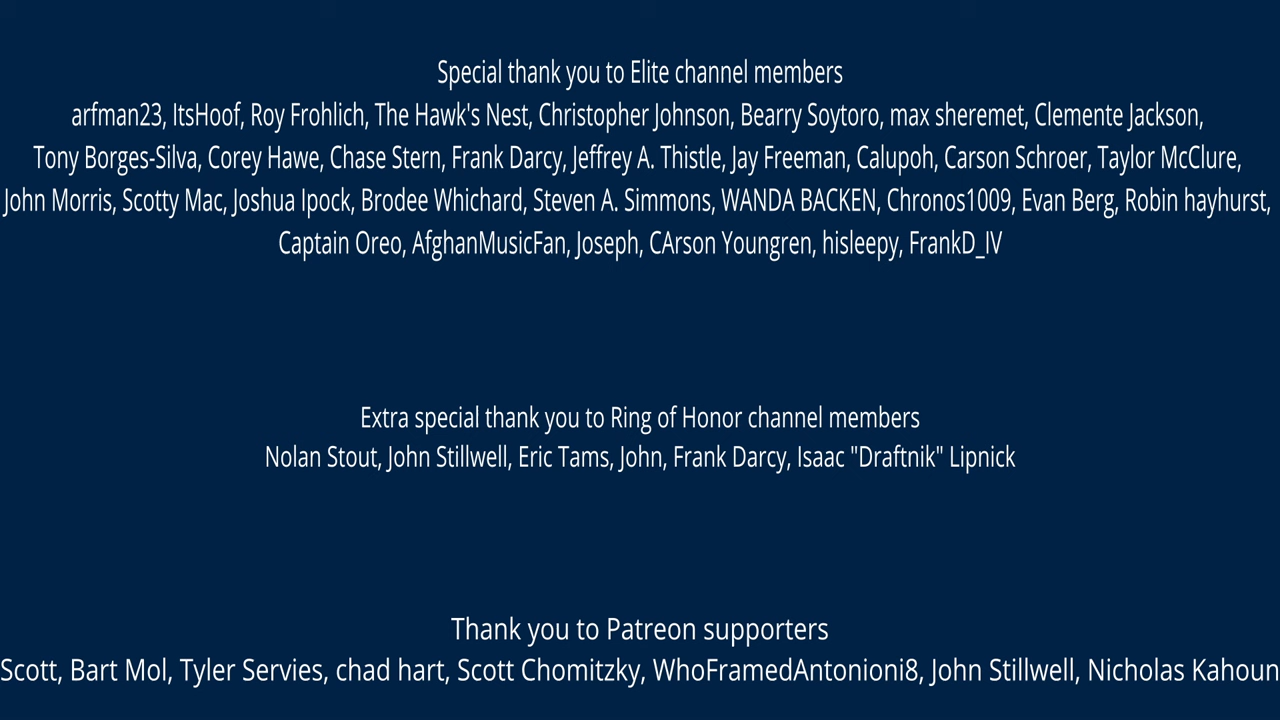 Special thank you to Elite channel members
arfman23, ItsHoof, Roy Frohlich, The Hawk's Nest, Christopher Johnson, Bearry Soytoro, max sheremet, Clemente Jackson,
Tony Borges-Silva, Corey Hawe, Chase Stern, Frank Darcy, Jeffrey A. Thistle, Jay Freeman, Calupoh, Carson Schroer, Taylor McClure,
John Morris, Scotty Mac, Joshua Ipock, Brodee Whichard, Steven A. Simmons, WANDA BACKEN, Chronos1009, Evan Berg, Robin hayhurst,
Captain Oreo, AfghanMusicFan, Joseph, CArson Youngren, hisleepy, FrankD_IV
Extra special thank you to Ring of Honor channel members
Nolan Stout, John Stillwell, Eric Tams, John, Frank Darcy, Isaac "Draftnik" Lipnick
Thank you to Patreon supporters
Scott, Bart Mol, Tyler Servies, chad hart, Scott Chomitzky, WhoFramedAntonioni8, John Stillwell, Nicholas Kahoun